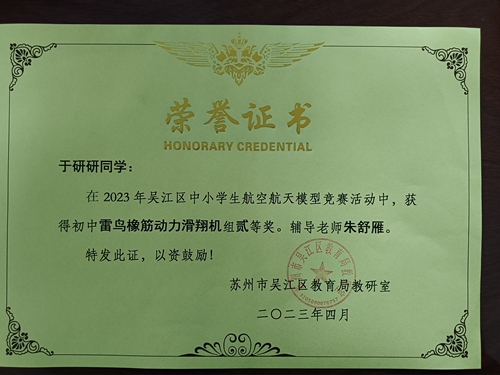 荣誉证书
HONORARY CREDENTIAL
于研研同学：
在2023年吴江区中小学生航空航天模型竞赛活动中，获
得初中雷鸟橡筋动力滑翔机组贰等奖。辅导老师朱舒雁。
特发此证，以资鼓励！
苏州市吴江区教育局教研室
二〇二三年四月